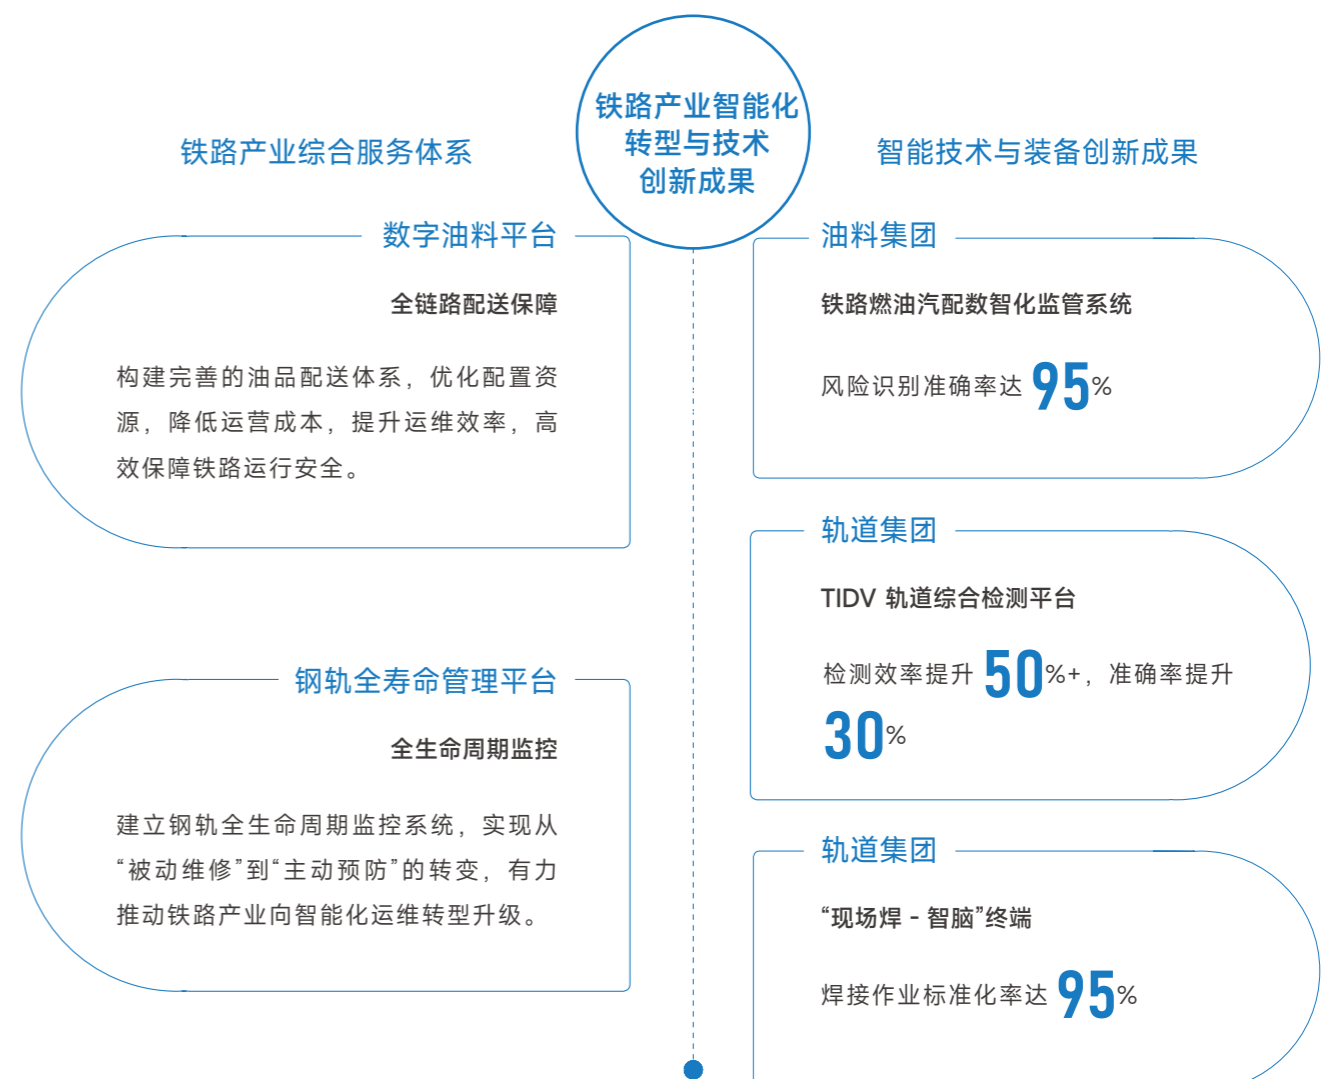 铁路产业智能化
转型与技术
创新成果
铁路产业综合服务体系
数字油料平台
全链路配送保障
构建完善的油品配送体系，优化配置资
源，降低运营成本，提升运维效率，高
效保障铁路运行安全。
钢轨全寿命管理平台
全生命周期监控
建立钢轨全生命周期监控系统，实现从
“被动维修”到“主动预防”的转变，有力
推动铁路产业向智能化运维转型升级。
智能技术与装备创新成果
油料集团
铁路燃油汽配数智化监管系统
风险识别准确率达 95%
轨道集团
TIDV 轨道综合检测平台
检测效率提升 50%+，准确率提升
30%
轨道集团
“现场焊 - 智脑”终端
焊接作业标准化率达 95%